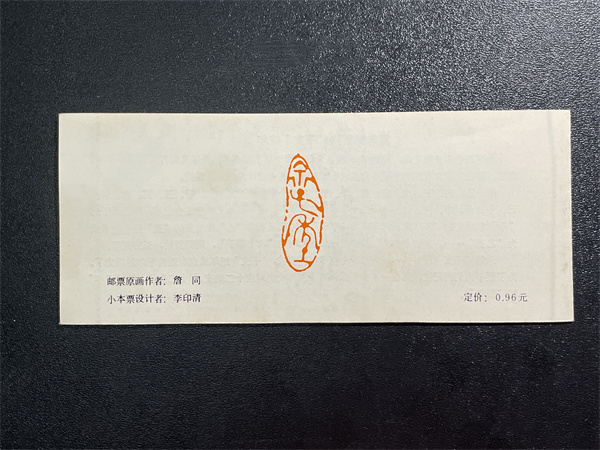 邮票原画作者：詹 同
小本票设计者：李印清
定价：0.96元